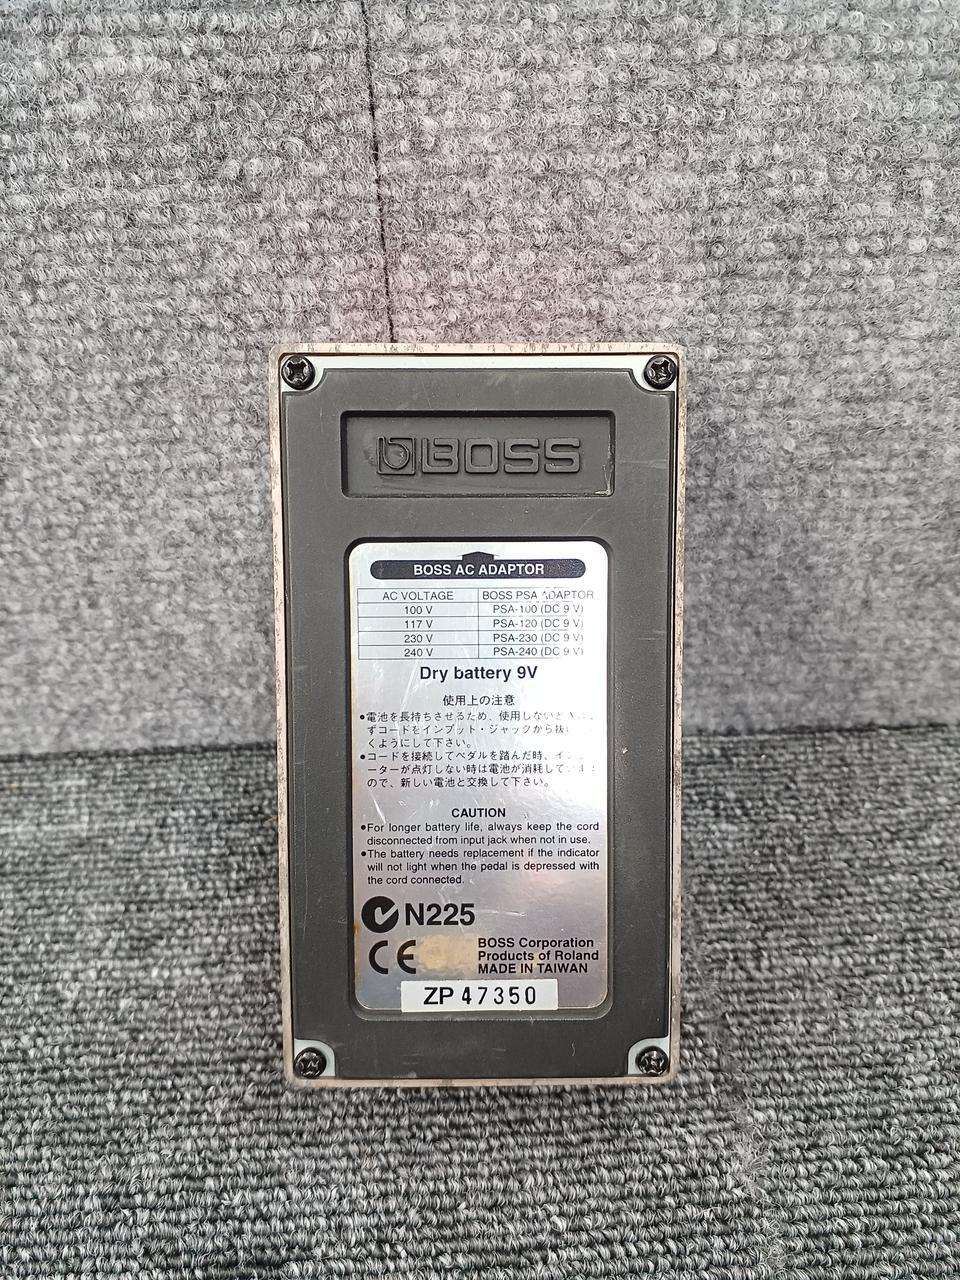 BOSS
BOSS AC ADAPTOR
AC VOLTAGE BOSS PSA ADAPTOR
100 V PSA-100 (DC 9 V)
117 V PSA-120 (DC 9 V)
230 V PSA-230 (DC 9 V)
240 V PSA-240 (DC 9 V)
Dry battery 9V
使用上の注意
●電池を長持ちさせるため、使用しないと
ずコードをインプット・ジャックから抜
くようにして下さい。
●コードを接続してペダルを踏んだ時、イン
ーターが点灯しない時は電池が消耗してい
ので、新しい電池と交換して下さい。
CAUTION
●For longer battery life, always keep the cord
disconnected from input jack when not in use.
●The battery needs replacement if the indicator
will not light when the pedal is depressed with
the cord connected.
N225
CE
BOSS Corporation
Products of Roland
MADE IN TAIWAN
ZP 47350